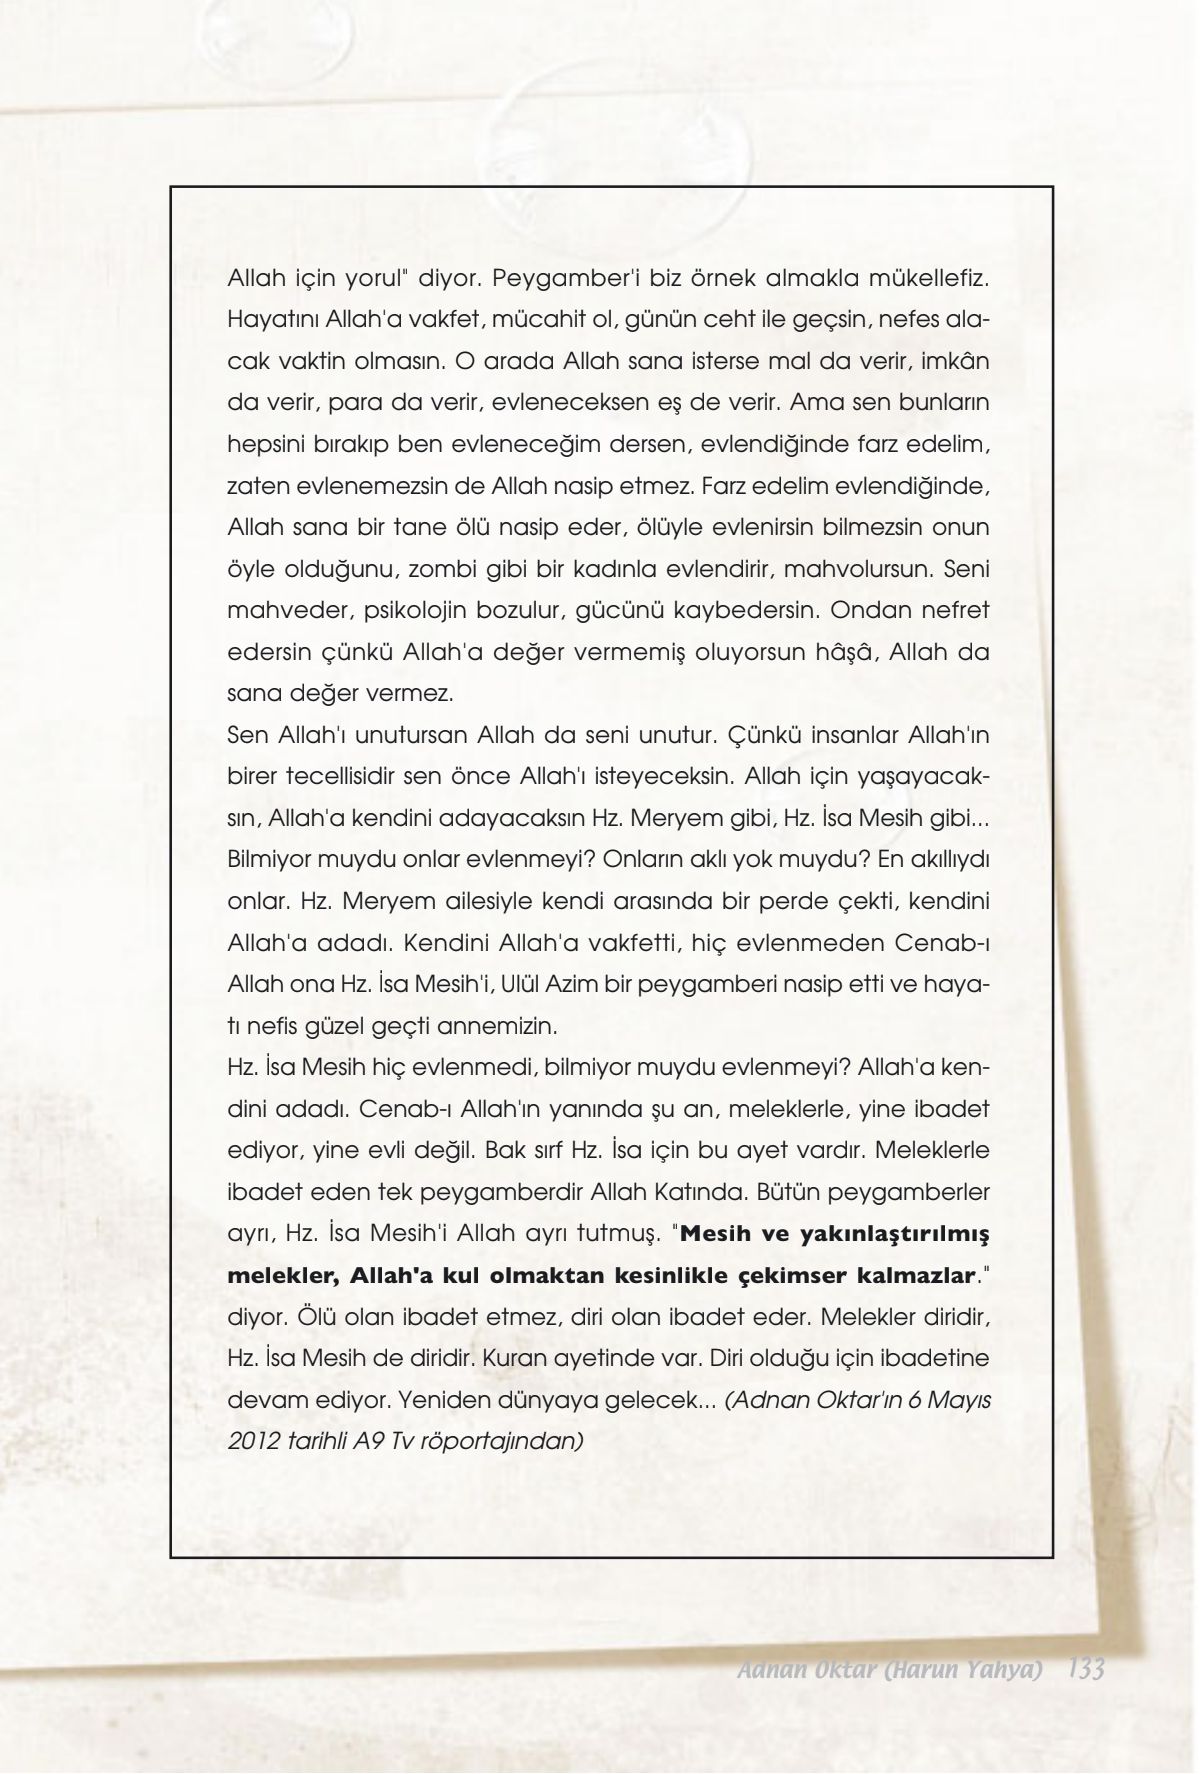 Allah için yorul" diyor. Peygamber'i biz örnek almakla mükellefiz.
Hayatını Allah'a vakfet, mücahit ol, günün ceht ile geçsin, nefes ala-
cak vaktin olmasın. O arada Allah sana isterse mal da verir, imkân
da verir, para da verir, evleneceksen eş de verir. Ama sen bunların
hepsini bırakıp ben evleneceğim dersen, evlendiğinde farz edelim,
zaten evlenemezsin de Allah nasip etmez. Farz edelim evlendiğinde,
Allah sana bir tane ölü nasip eder, ölüyle evlenirsin bilmezsin onun
öyle olduğunu, zombi gibi bir kadınla evlendirir, mahvolursun. Seni
mahveder, psikolojin bozulur, gücünü kaybedersin. Ondan nefret
edersin çünkü Allah'a değer vermemiş oluyorsun hâşâ, Allah da
sana değer vermez.
Sen Allah'ı unutursan Allah da seni unutur. Çünkü insanlar Allah'ın
birer tecellisidir sen önce Allah'ı isteyeceksin. Allah için yaşayacak-
sın, Allah'a kendini adayacaksın Hz. Meryem gibi, Hz. İsa Mesih gibi...
Bilmiyor muydu onlar evlenmeyi? Onların aklı yok muydu? En akıllıydı
onlar. Hz. Meryem ailesiyle kendi arasında bir perde çekti, kendini
Allah'a adadı. Kendini Allah'a vakfetti, hiç evlenmeden Cenab-ı
Allah ona Hz. İsa Mesih'i, Ulül Azim bir peygamberi nasip etti ve haya-
tı nefis güzel geçti annemizin.
Hz. İsa Mesih hiç evlenmedi, bilmiyor muydu evlenmeyi? Allah'a ken-
dini adadı. Cenab-ı Allah'ın yanında şu an, meleklerle, yine ibadet
ediyor, yine evli değil. Bak sırf Hz. İsa için bu ayet vardır. Meleklerle
ibadet eden tek peygamberdir Allah Katında. Bütün peygamberler
ayrı, Hz. İsa Mesih'i Allah ayrı tutmuş. "Mesih ve yakınlaştırılmış
melekler, Allah'a kul olmaktan kesinlikle çekimser kalmazlar."
diyor. Ölü olan ibadet etmez, diri olan ibadet eder. Melekler diridir,
Hz. İsa Mesih de diridir. Kuran ayetinde var. Diri olduğu için ibadetine
devam ediyor. Yeniden dünyaya gelecek... (Adnan Oktar'ın 6 Mayıs
2012 tarihli A9 Tv röportajından)
Adnan Oktar (Harun Yahya) 133